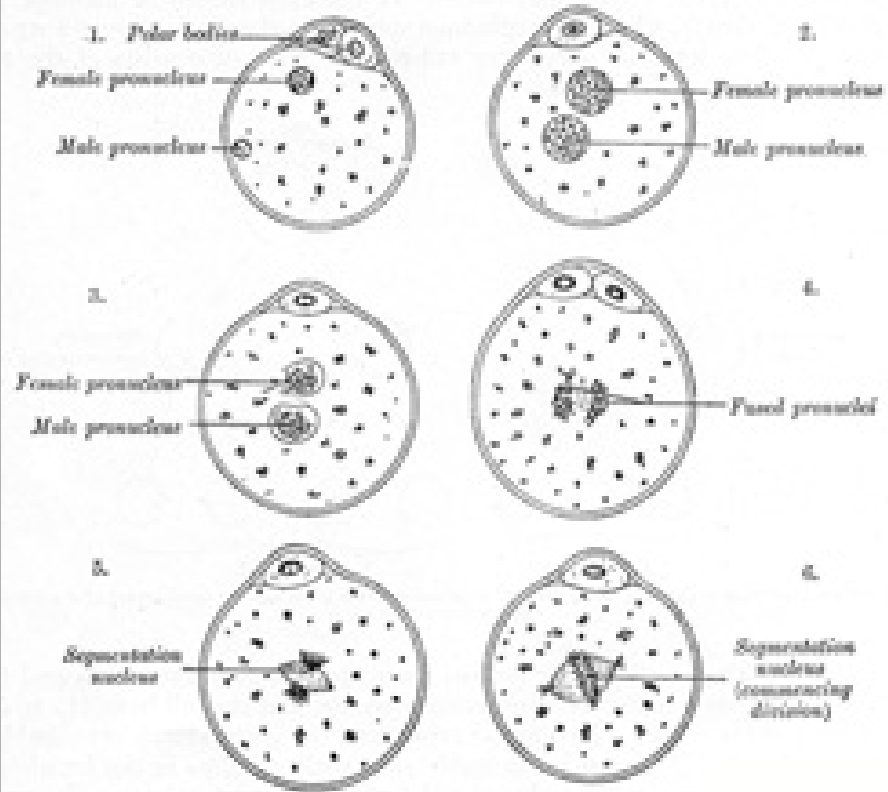 1. Polar bodies
Female pronucleus
Male pronucleus
2.
Female pronucleus
Male pronucleus
3.
Female pronucleus
Male pronucleus
4.
Fused pronuclei
5.
Segmentation
nucleus
6.
Segmentation
nucleus
(commencing
division)